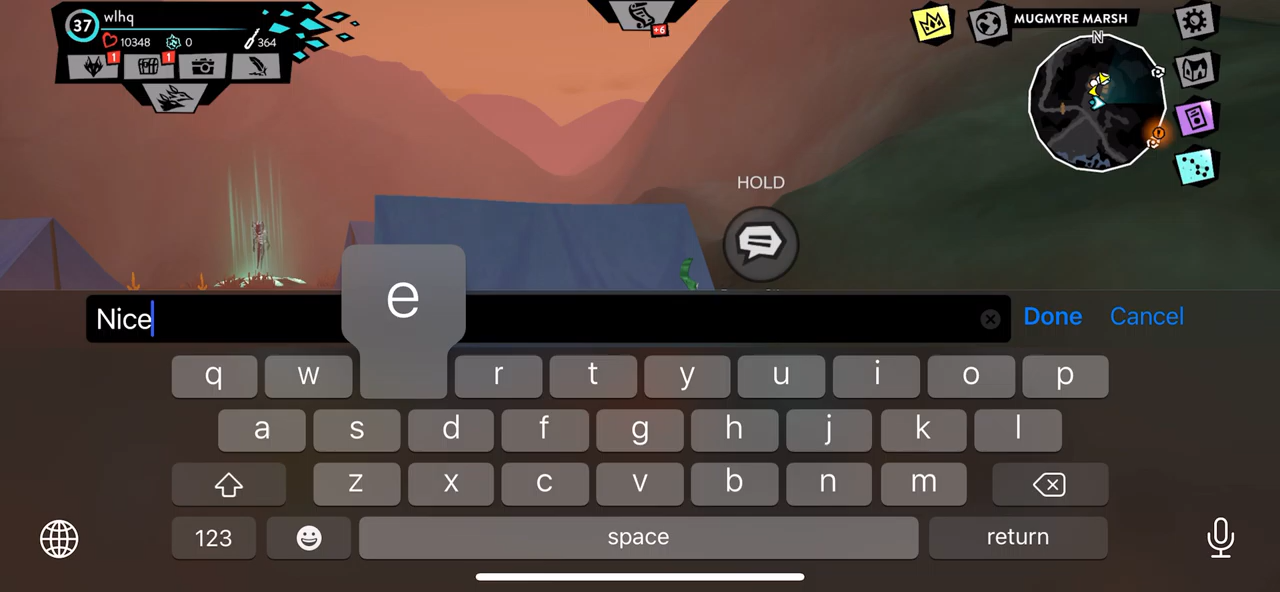 37
wlhq
10348
0
364
1
1
+6
MUGMYRE MARSH
N
HOLD
e
Nice
Done
Cancel
q w r t y u i o p
a s d f g h j k l
z x c v b n m
123
space
return